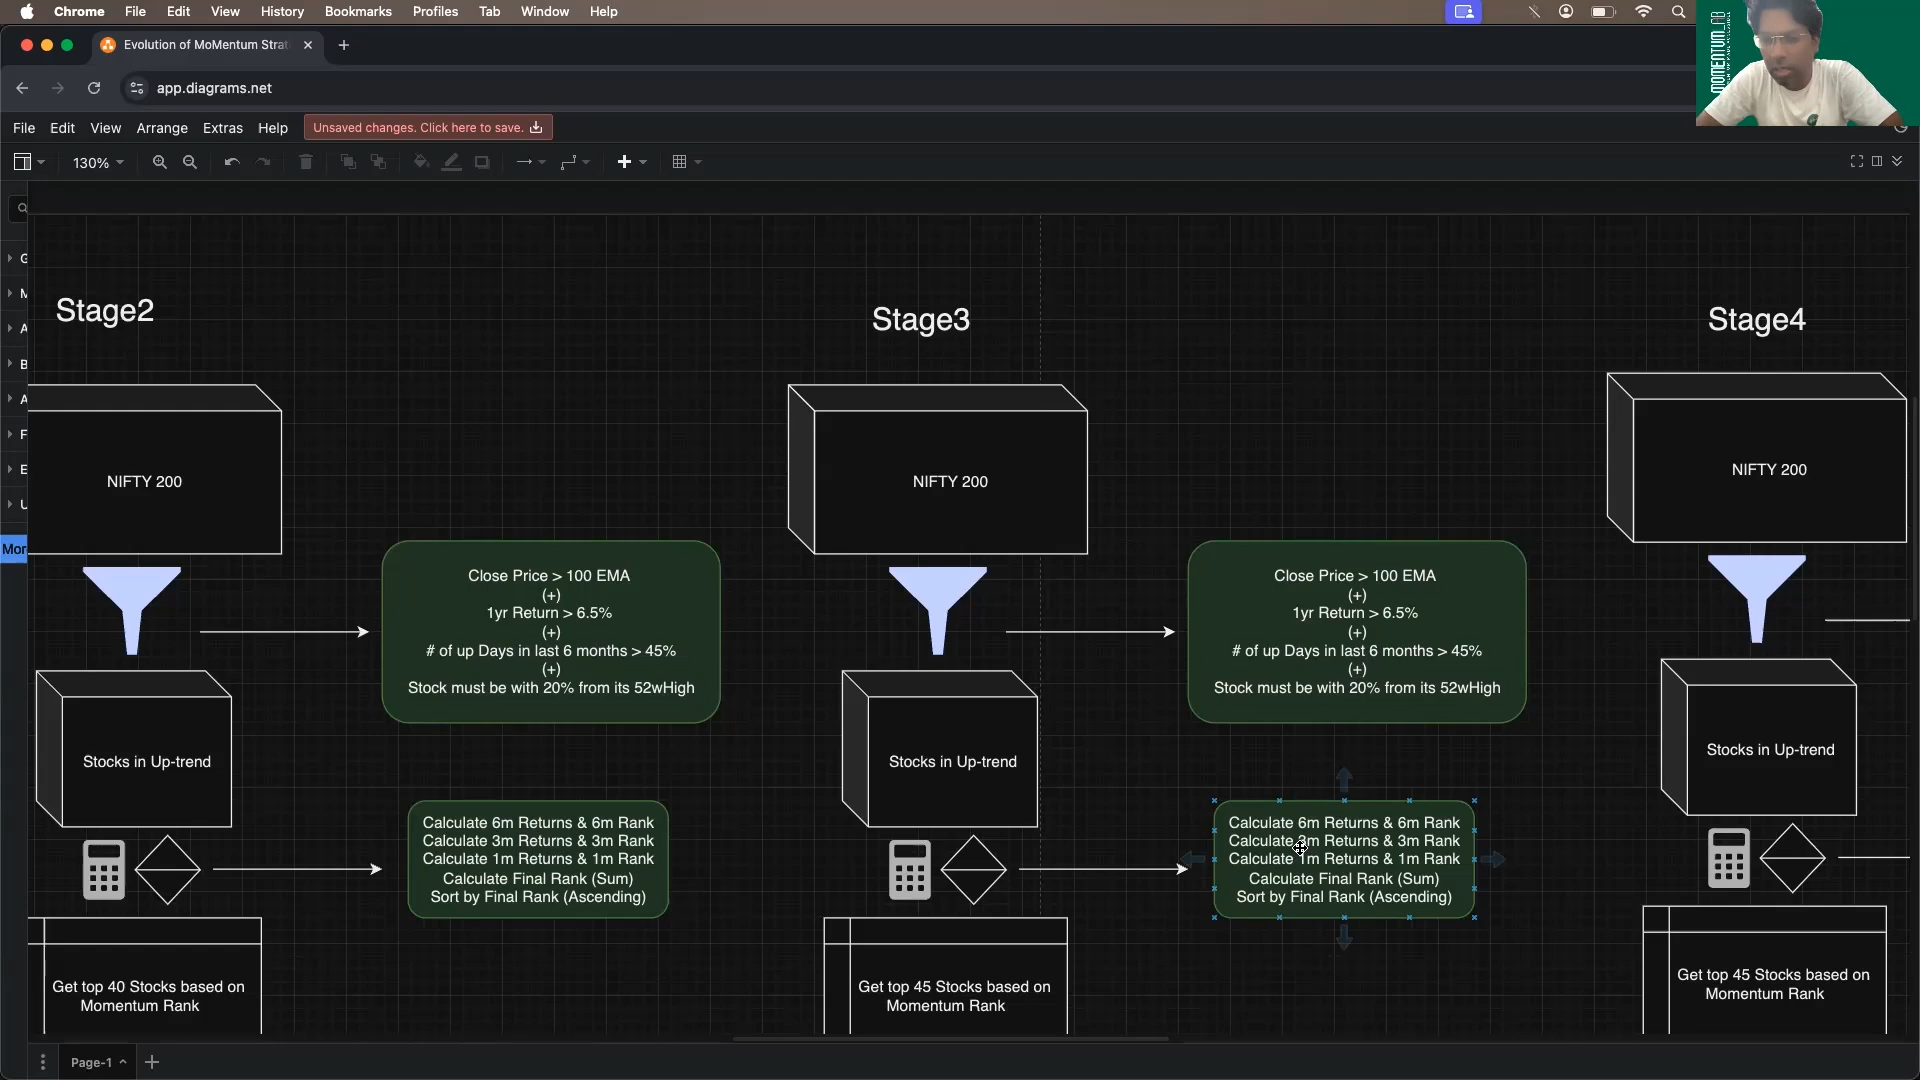 Chrome File Edit View History Bookmarks Profiles Tab Window Help
Evolution of MoMentum Strat
app.diagrams.net
MOMENTUM_LAB
File Edit View Arrange Extras Help Unsaved changes. Click here to save.
130%
G
M
A
B
A
F
E
U
Mor
Stage2
NIFTY 200
Close Price > 100 EMA
(+)
1yr Return > 6.5%
(+)
# of up Days in last 6 months > 45%
(+)
Stock must be with 20% from its 52wHigh
Stocks in Up-trend
Calculate 6m Returns & 6m Rank
Calculate 3m Returns & 3m Rank
Calculate 1m Returns & 1m Rank
Calculate Final Rank (Sum)
Sort by Final Rank (Ascending)
Get top 40 Stocks based on
Momentum Rank
Stage3
NIFTY 200
Close Price > 100 EMA
(+)
1yr Return > 6.5%
(+)
# of up Days in last 6 months > 45%
(+)
Stock must be with 20% from its 52wHigh
Stocks in Up-trend
Calculate 6m Returns & 6m Rank
Calculate 3m Returns & 3m Rank
Calculate 1m Returns & 1m Rank
Calculate Final Rank (Sum)
Sort by Final Rank (Ascending)
Get top 45 Stocks based on
Momentum Rank
Stage4
NIFTY 200
Stocks in Up-trend
Get top 45 Stocks based on
Momentum Rank
Page-1